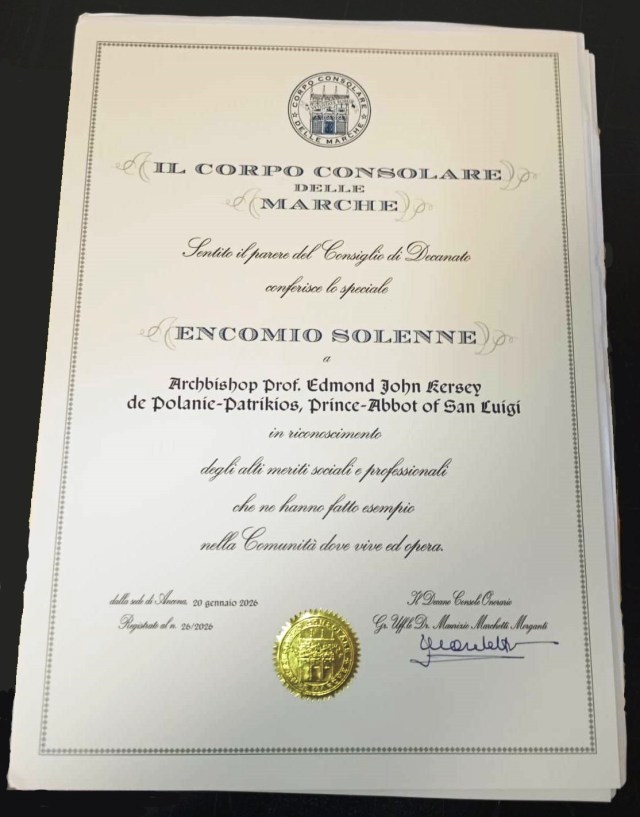 CORPO CONSOLARE
DELLE MARCHE
IL CORPO CONSOLARE
DELLE
MARCHE
Sentito il parere del Consiglio di Decanato
conferisce lo speciale
ENCOMIO SOLENNE
a
Archbishop Prof. Edmond John Kersey
de Polanie-Patrikios, Prince-Abbot of San Luigi
in riconoscimento
degli alti meriti sociali e professionali
che ne hanno fatto esempio
nella Comunità dove vive ed opera.
dalla sede di Ancona, 20 gennaio 2026
Registrato al n. 26/2026
Il Decano Console Onorario
Gr. Uff.le Dr. Maurizio Marchetti Morganti